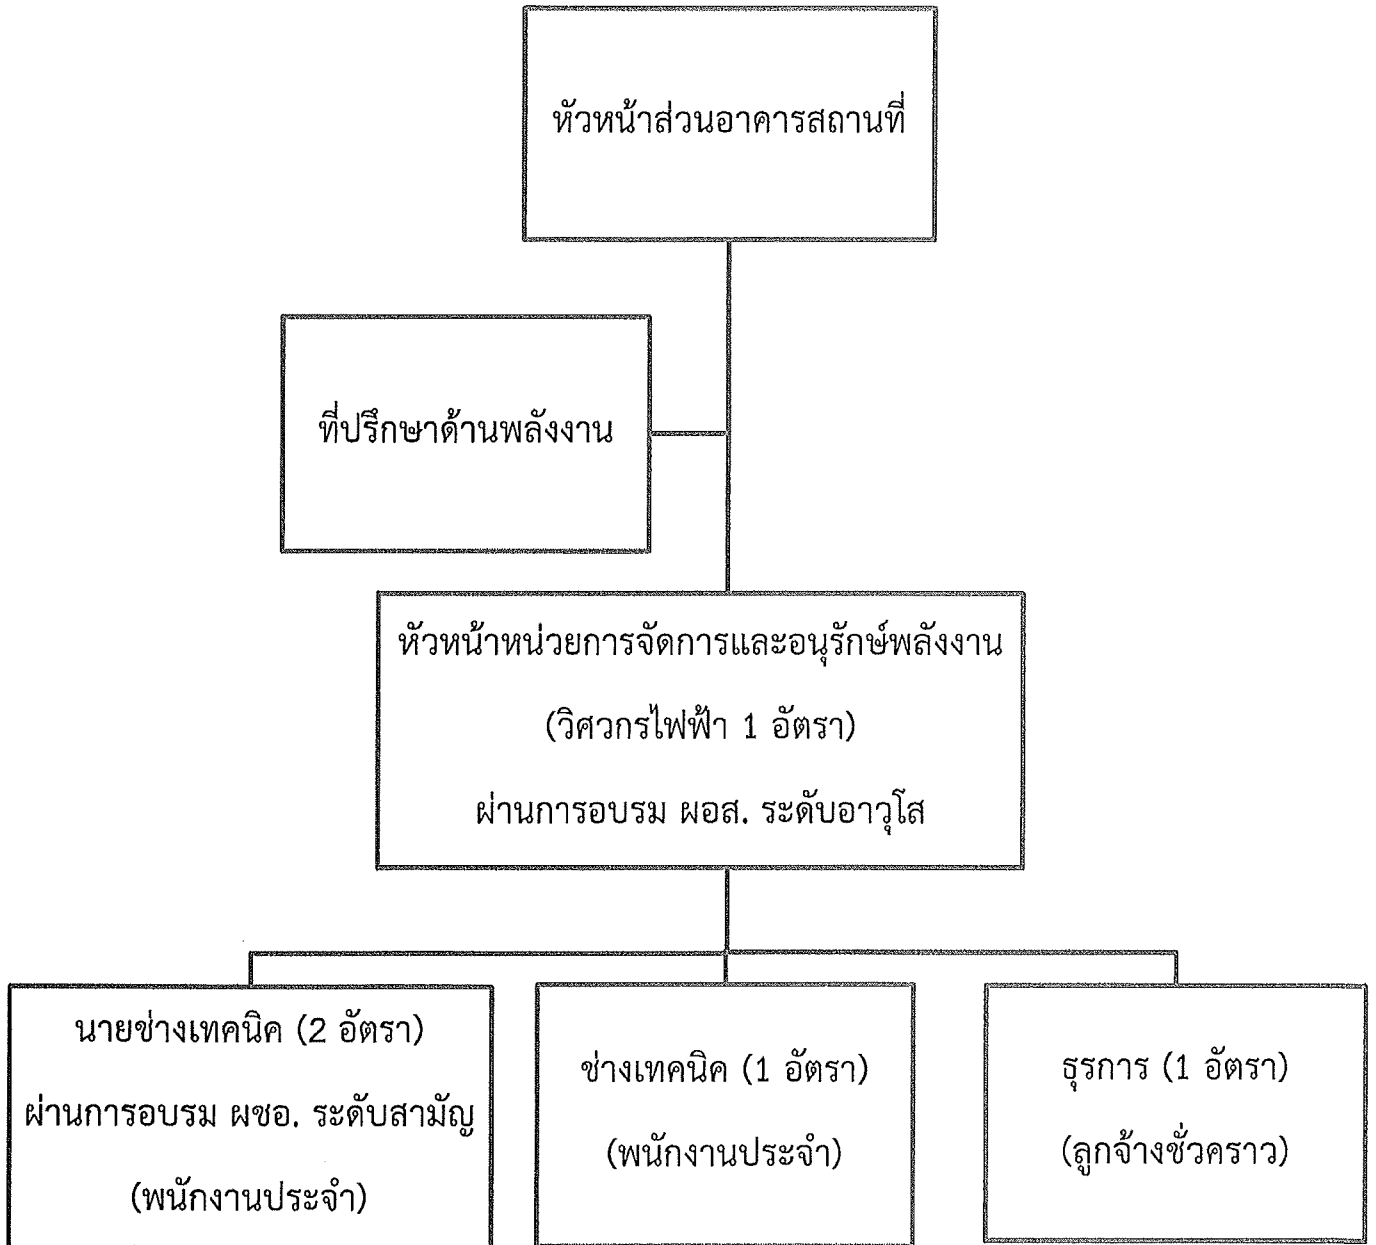 หัวหน้าส่วนอาคารสถานที่
ที่ปรึกษาด้านพลังงาน
หัวหน้าหน่วยการจัดการและอนุรักษ์พลังงาน
(วิศวกรไฟฟ้า 1 อัตรา)
ผ่านการอบรม ผอส. ระดับอาวุโส
นายช่างเทคนิค (2 อัตรา)
ผ่านการอบรม ผชอ. ระดับสามัญ
(พนักงานประจำ)
ช่างเทคนิค (1 อัตรา)
(พนักงานประจำ)
ธุรการ (1 อัตรา)
(ลูกจ้างชั่วคราว)